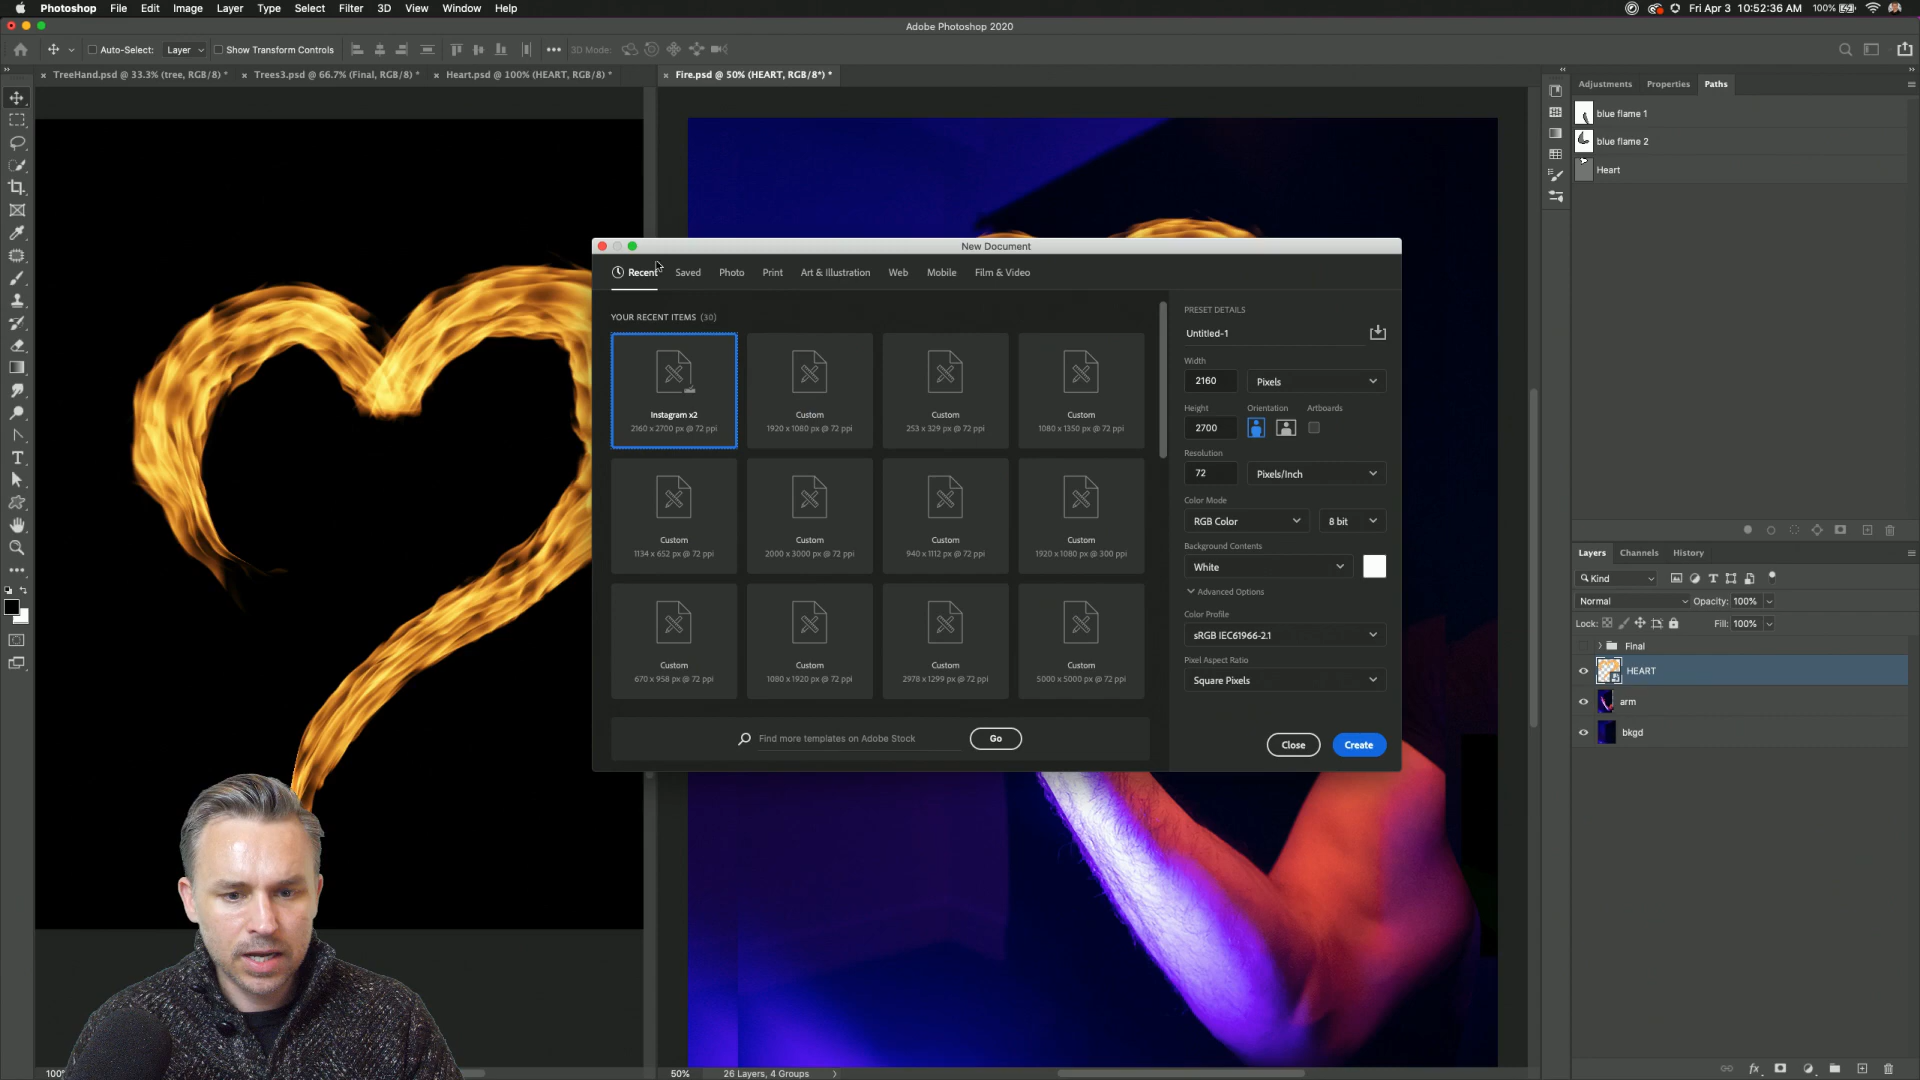 Photoshop File Edit Image Layer Type Select Filter 3D View Window Help Fri Apr 3 10:52:36 AM 100%
Adobe Photoshop 2020
Auto-Select: Layer Show Transform Controls 3D Mode:
TreeHand.psd @ 33.3% (tree, RGB/8) * Trees3.psd @ 66.7% (Final, RGB/8) * Heart.psd @ 100% (HEART, RGB/8) * Fire.psd @ 50% (HEART, RGB/8*) *
Adjustments Properties Paths
blue flame 1
blue flame 2
Heart
New Document
Recent Saved Photo Print Art & Illustration Web Mobile Film & Video
YOUR RECENT ITEMS (30)
Instagram x2 Custom Custom Custom
2160 x 2700 px @ 72 ppi 1920 x 1080 px @ 72 ppi 253 x 329 px @ 72 ppi 1080 x 1350 px @ 72 ppi
Custom Custom Custom Custom
1134 x 652 px @ 72 ppi 2000 x 3000 px @ 72 ppi 940 x 1112 px @ 72 ppi 1920 x 1080 px @ 300 ppi
Custom Custom Custom Custom
670 x 958 px @ 72 ppi 1080 x 1920 px @ 72 ppi 2978 x 1299 px @ 72 ppi 5000 x 5000 px @ 72 ppi
Find more templates on Adobe Stock Go
PRESET DETAILS
Untitled-1
Width
2160 Pixels
Height Orientation Artboards
2700
Resolution
72 Pixels/Inch
Color Mode
RGB Color 8 bit
Background Contents
White
Advanced Options
Color Profile
sRGB IEC61966-2.1
Pixel Aspect Ratio
Square Pixels
Close Create
Layers Channels History
Kind
Normal Opacity: 100%
Lock: Fill: 100%
Final
HEART
arm
bkgd
100% 50% 26 Layers, 4 Groups